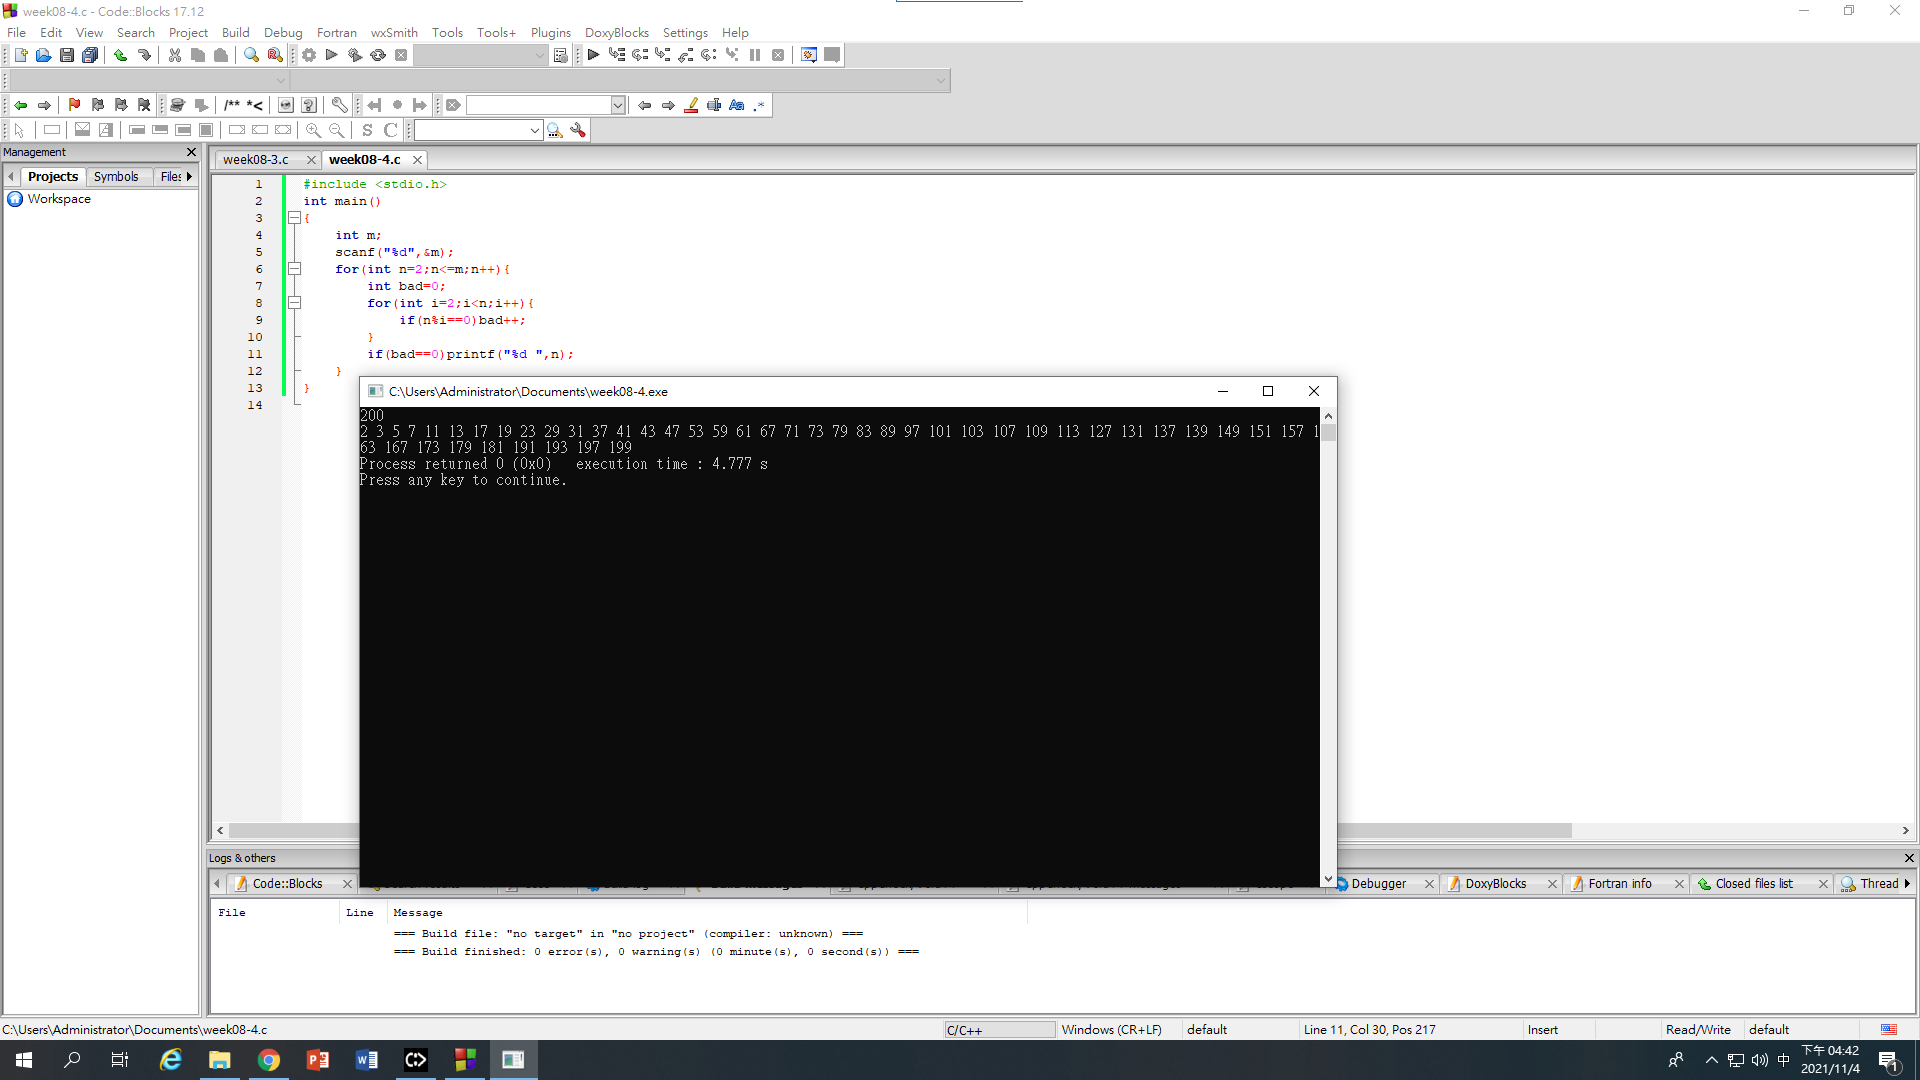 week08-4.c - Code::Blocks 17.12
File Edit View Search Project Build Debug Fortran wxSmith Tools Tools+ Plugins DoxyBlocks Settings Help
/** *<
Aa .*
S C
Management
Projects Symbols Files
Workspace
week08-3.c week08-4.c
1 #include <stdio.h>
2 int main()
3 {
4 int m;
5 scanf("%d",&m);
6 for(int n=2;n<=m;n++){
7 int bad=0;
8 for(int i=2;i<n;i++){
9 if(n%i==0)bad++;
10 }
11 if(bad==0)printf("%d ",n);
12 }
13 }
14
C:\Users\Administrator\Documents\week08-4.exe
200
2 3 5 7 11 13 17 19 23 29 31 37 41 43 47 53 59 61 67 71 73 79 83 89 97 101 103 107 109 113 127 131 137 139 149 151 157 1
63 167 173 179 181 191 193 197 199
Process returned 0 (0x0) execution time : 4.777 s
Press any key to continue.
Logs & others
Code::Blocks Debugger DoxyBlocks Fortran info Closed files list Thread
File Line Message
=== Build file: "no target" in "no project" (compiler: unknown) ===
=== Build finished: 0 error(s), 0 warning(s) (0 minute(s), 0 second(s)) ===
C:\Users\Administrator\Documents\week08-4.c C/C++ Windows (CR+LF) default Line 11, Col 30, Pos 217 Insert Read/Write default
中 下午 04:42
2021/11/4 1